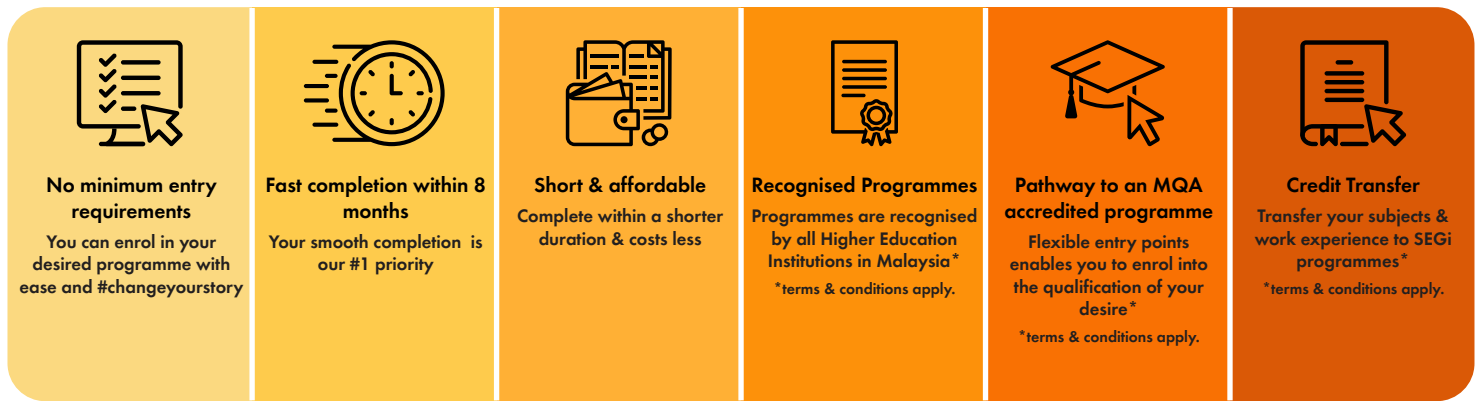 No minimum entry
requirements
You can enrol in your
desired programme with
ease and #changeyourstory
Fast completion within 8
months
Your smooth completion is
our #1 priority
Short & affordable
Complete within a shorter
duration & costs less
Recognised Programmes
Programmes are recognised
by all Higher Education
Institutions in Malaysia*
*terms & conditions apply.
Pathway to an MQA
accredited programme
Flexible entry points
enables you to enrol into
the qualification of your
desire*
*terms & conditions apply.
Credit Transfer
Transfer your subjects &
work experience to SEGi
programmes*
*terms & conditions apply.